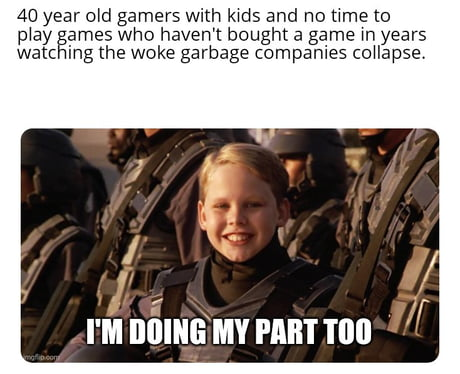 40 year old gamers with kids and no time to
play games who haven't bought a game in years
watching the woke garbage companies collapse.
I'M DOING MY PART TOO
imgflip.com